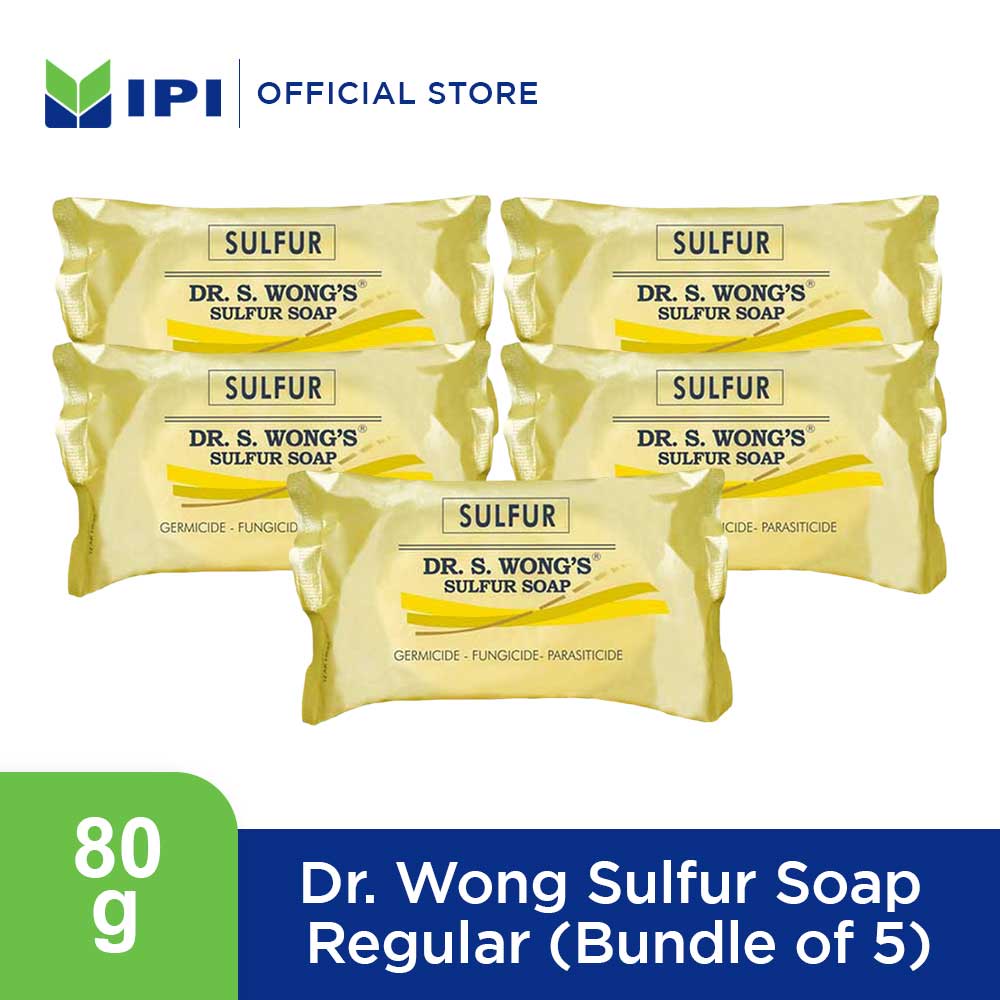 IPI
OFFICIAL STORE
SULFUR
DR. S. WONG'S®
SULFUR SOAP
SULFUR
DR. S. WONG'S®
SULFUR SOAP
SULFUR
DR. S. WONG'S®
SULFUR SOAP
GERMICIDE - FUNGICID
SULFUR
DR. S. WONG'S®
SULFUR SOAP
ICIDE- PARASITICIDE
SULFUR
DR. S. WONG'S®
SULFUR SOAP
GERMICIDE - FUNGICIDE- PARASITICIDE
80
g
Dr. Wong Sulfur Soap
Regular (Bundle of 5)